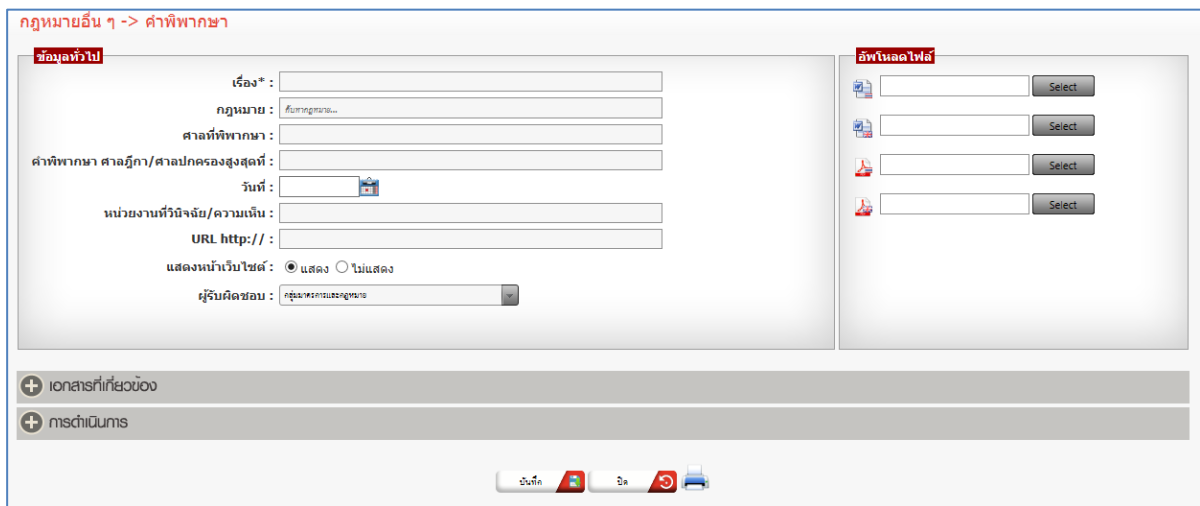 กฎหมายอื่น ๆ -> คำพิพากษา
ข้อมูลทั่วไป
เรื่อง* :
กฎหมาย : ค้นหากฎหมาย...
ศาลที่พิพากษา :
คำพิพากษา ศาลฎีกา/ศาลปกครองสูงสุดที่ :
วันที่ :
หน่วยงานที่วินิจฉัย/ความเห็น :
URL http:// :
แสดงหน้าเว็บไซต์ : แสดง ไม่แสดง
ผู้รับผิดชอบ : กลุ่มมาตรการและกฎหมาย
อัพโหลดไฟล์
Select
Select
Select
Select
เอกสารที่เกี่ยวข้อง
การดำเนินการ
บันทึก ปิด